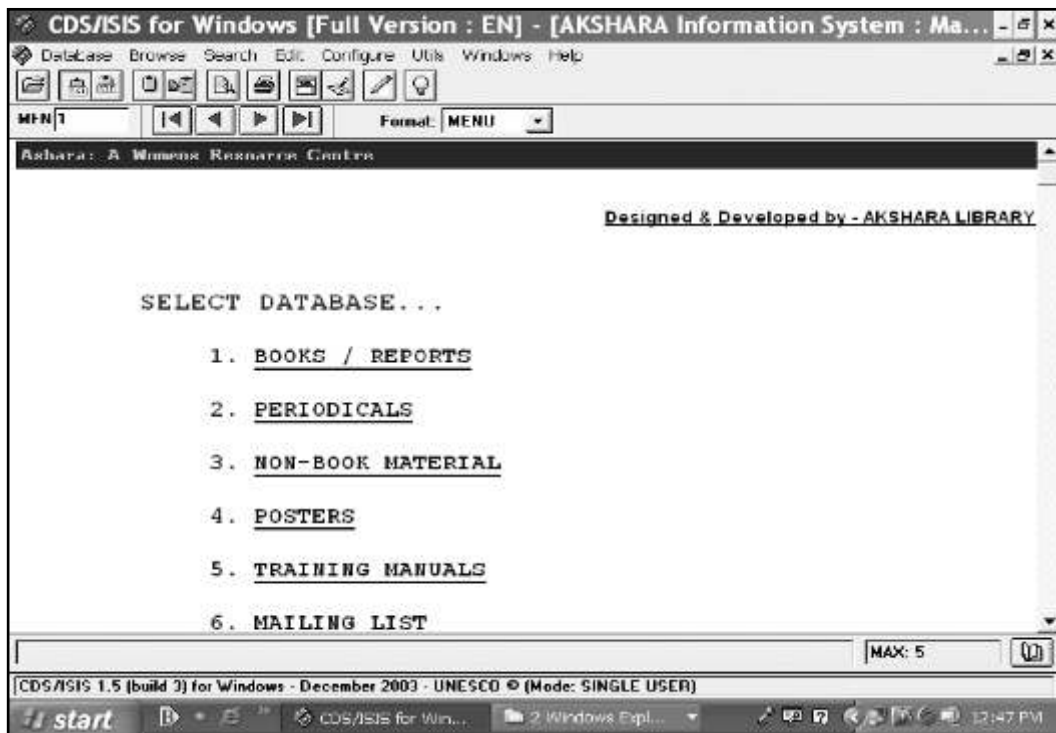 CDS/ISIS for Windows [Full Version : EN] - [AKSHARA Information System : Ma...
Database Browse Search Edit Configure Utils Windows Help
MFN 1 Format: MENU
Ashara: A Womens Resource Centre
Designed & Developed by - AKSHARA LIBRARY
SELECT DATABASE...
1. BOOKS / REPORTS
2. PERIODICALS
3. NON-BOOK MATERIAL
4. POSTERS
5. TRAINING MANUALS
6. MAILING LIST
MAX: 5
CDS/ISIS 1.5 (build 3) for Windows - December 2003 - UNESCO © (Mode: SINGLE USER)
start CDS/ISIS for Win... 2 Windows Expl... 12:47 PM